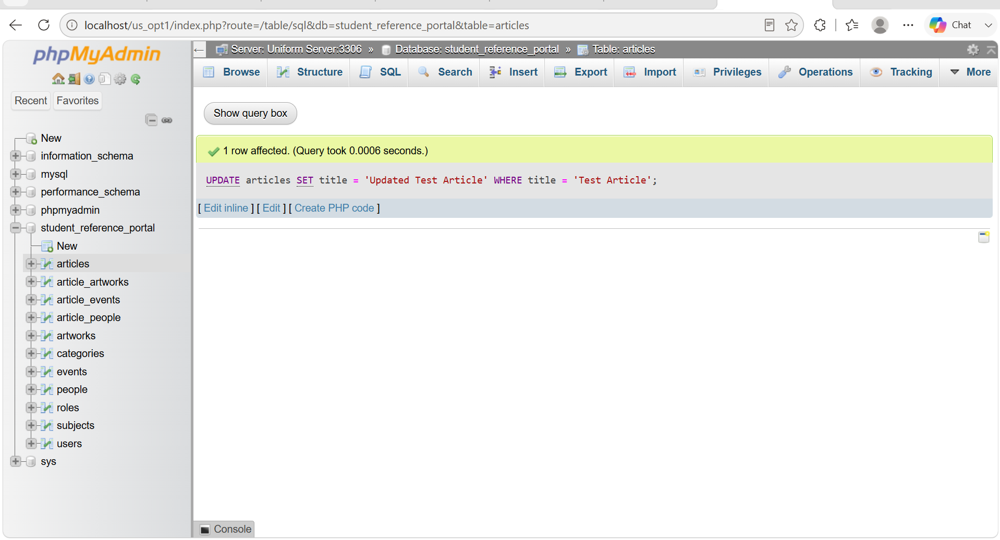 localhost/us_opt1/index.php?route=/table/sql&db=student_reference_portal&table=articles
Chat
phpMyAdmin
Recent Favorites
New
information_schema
mysql
performance_schema
phpmyadmin
student_reference_portal
New
articles
article_artworks
article_events
article_people
artworks
categories
events
people
roles
subjects
users
sys
Server: Uniform Server:3306 » Database: student_reference_portal » Table: articles
Browse Structure SQL Search Insert Export Import Privileges Operations Tracking More
Show query box
1 row affected. (Query took 0.0006 seconds.)
UPDATE articles SET title = 'Updated Test Article' WHERE title = 'Test Article';
[ Edit inline ] [ Edit ] [ Create PHP code ]
Console